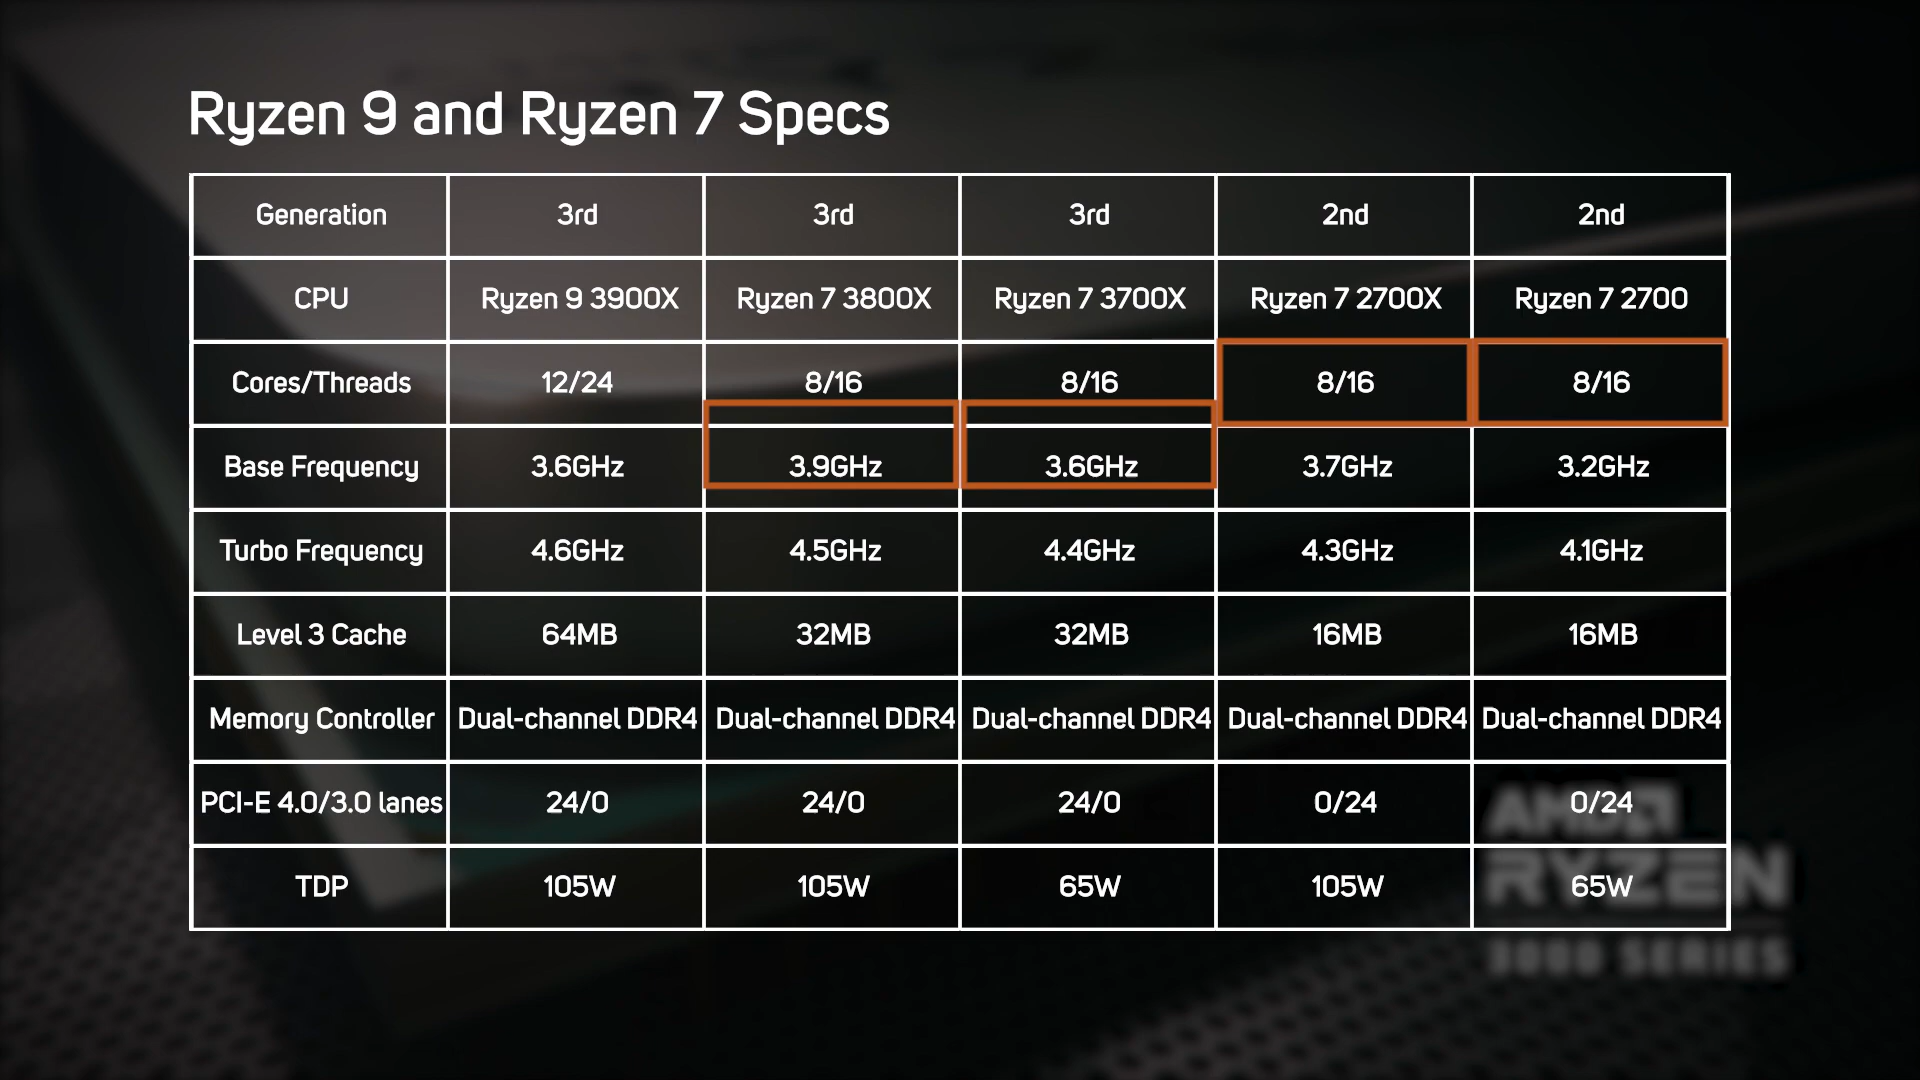 Ryzen 9 and Ryzen 7 Specs
Generation 3rd 3rd 3rd 2nd 2nd
CPU Ryzen 9 3900X Ryzen 7 3800X Ryzen 7 3700X Ryzen 7 2700X Ryzen 7 2700
Cores/Threads 12/24 8/16 8/16 8/16 8/16
Base Frequency 3.6GHz 3.9GHz 3.6GHz 3.7GHz 3.2GHz
Turbo Frequency 4.6GHz 4.5GHz 4.4GHz 4.3GHz 4.1GHz
Level 3 Cache 64MB 32MB 32MB 16MB 16MB
Memory Controller Dual-channel DDR4 Dual-channel DDR4 Dual-channel DDR4 Dual-channel DDR4 Dual-channel DDR4
PCI-E 4.0/3.0 lanes 24/0 24/0 24/0 0/24 0/24
TDP 105W 105W 65W 105W 65W
AMD
RYZEN
3000 SERIES